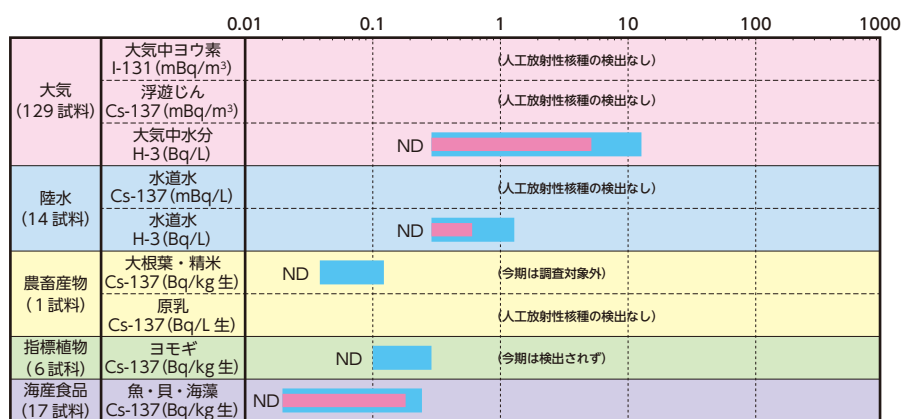 0.01 0.1 1 10 100 1000
大気
(129 試料)
大気中ヨウ素
I-131(mBq/m³)
(人工放射性核種の検出なし)
浮遊じん
Cs-137(mBq/m³)
(人工放射性核種の検出なし)
大気中水分
H-3(Bq/L)
ND
陸水
(14 試料)
水道水
Cs-137(mBq/L)
(人工放射性核種の検出なし)
水道水
H-3(Bq/L)
ND
農畜産物
(1 試料)
大根葉・精米
Cs-137(Bq/kg 生)
ND
(今期は調査対象外)
原乳
Cs-137(Bq/L 生)
(人工放射性核種の検出なし)
指標植物
(6 試料)
ヨモギ
Cs-137(Bq/kg 生)
ND
(今期は検出されず)
海産食品
(17 試料)
魚・貝・海藻
Cs-137(Bq/kg 生)
ND